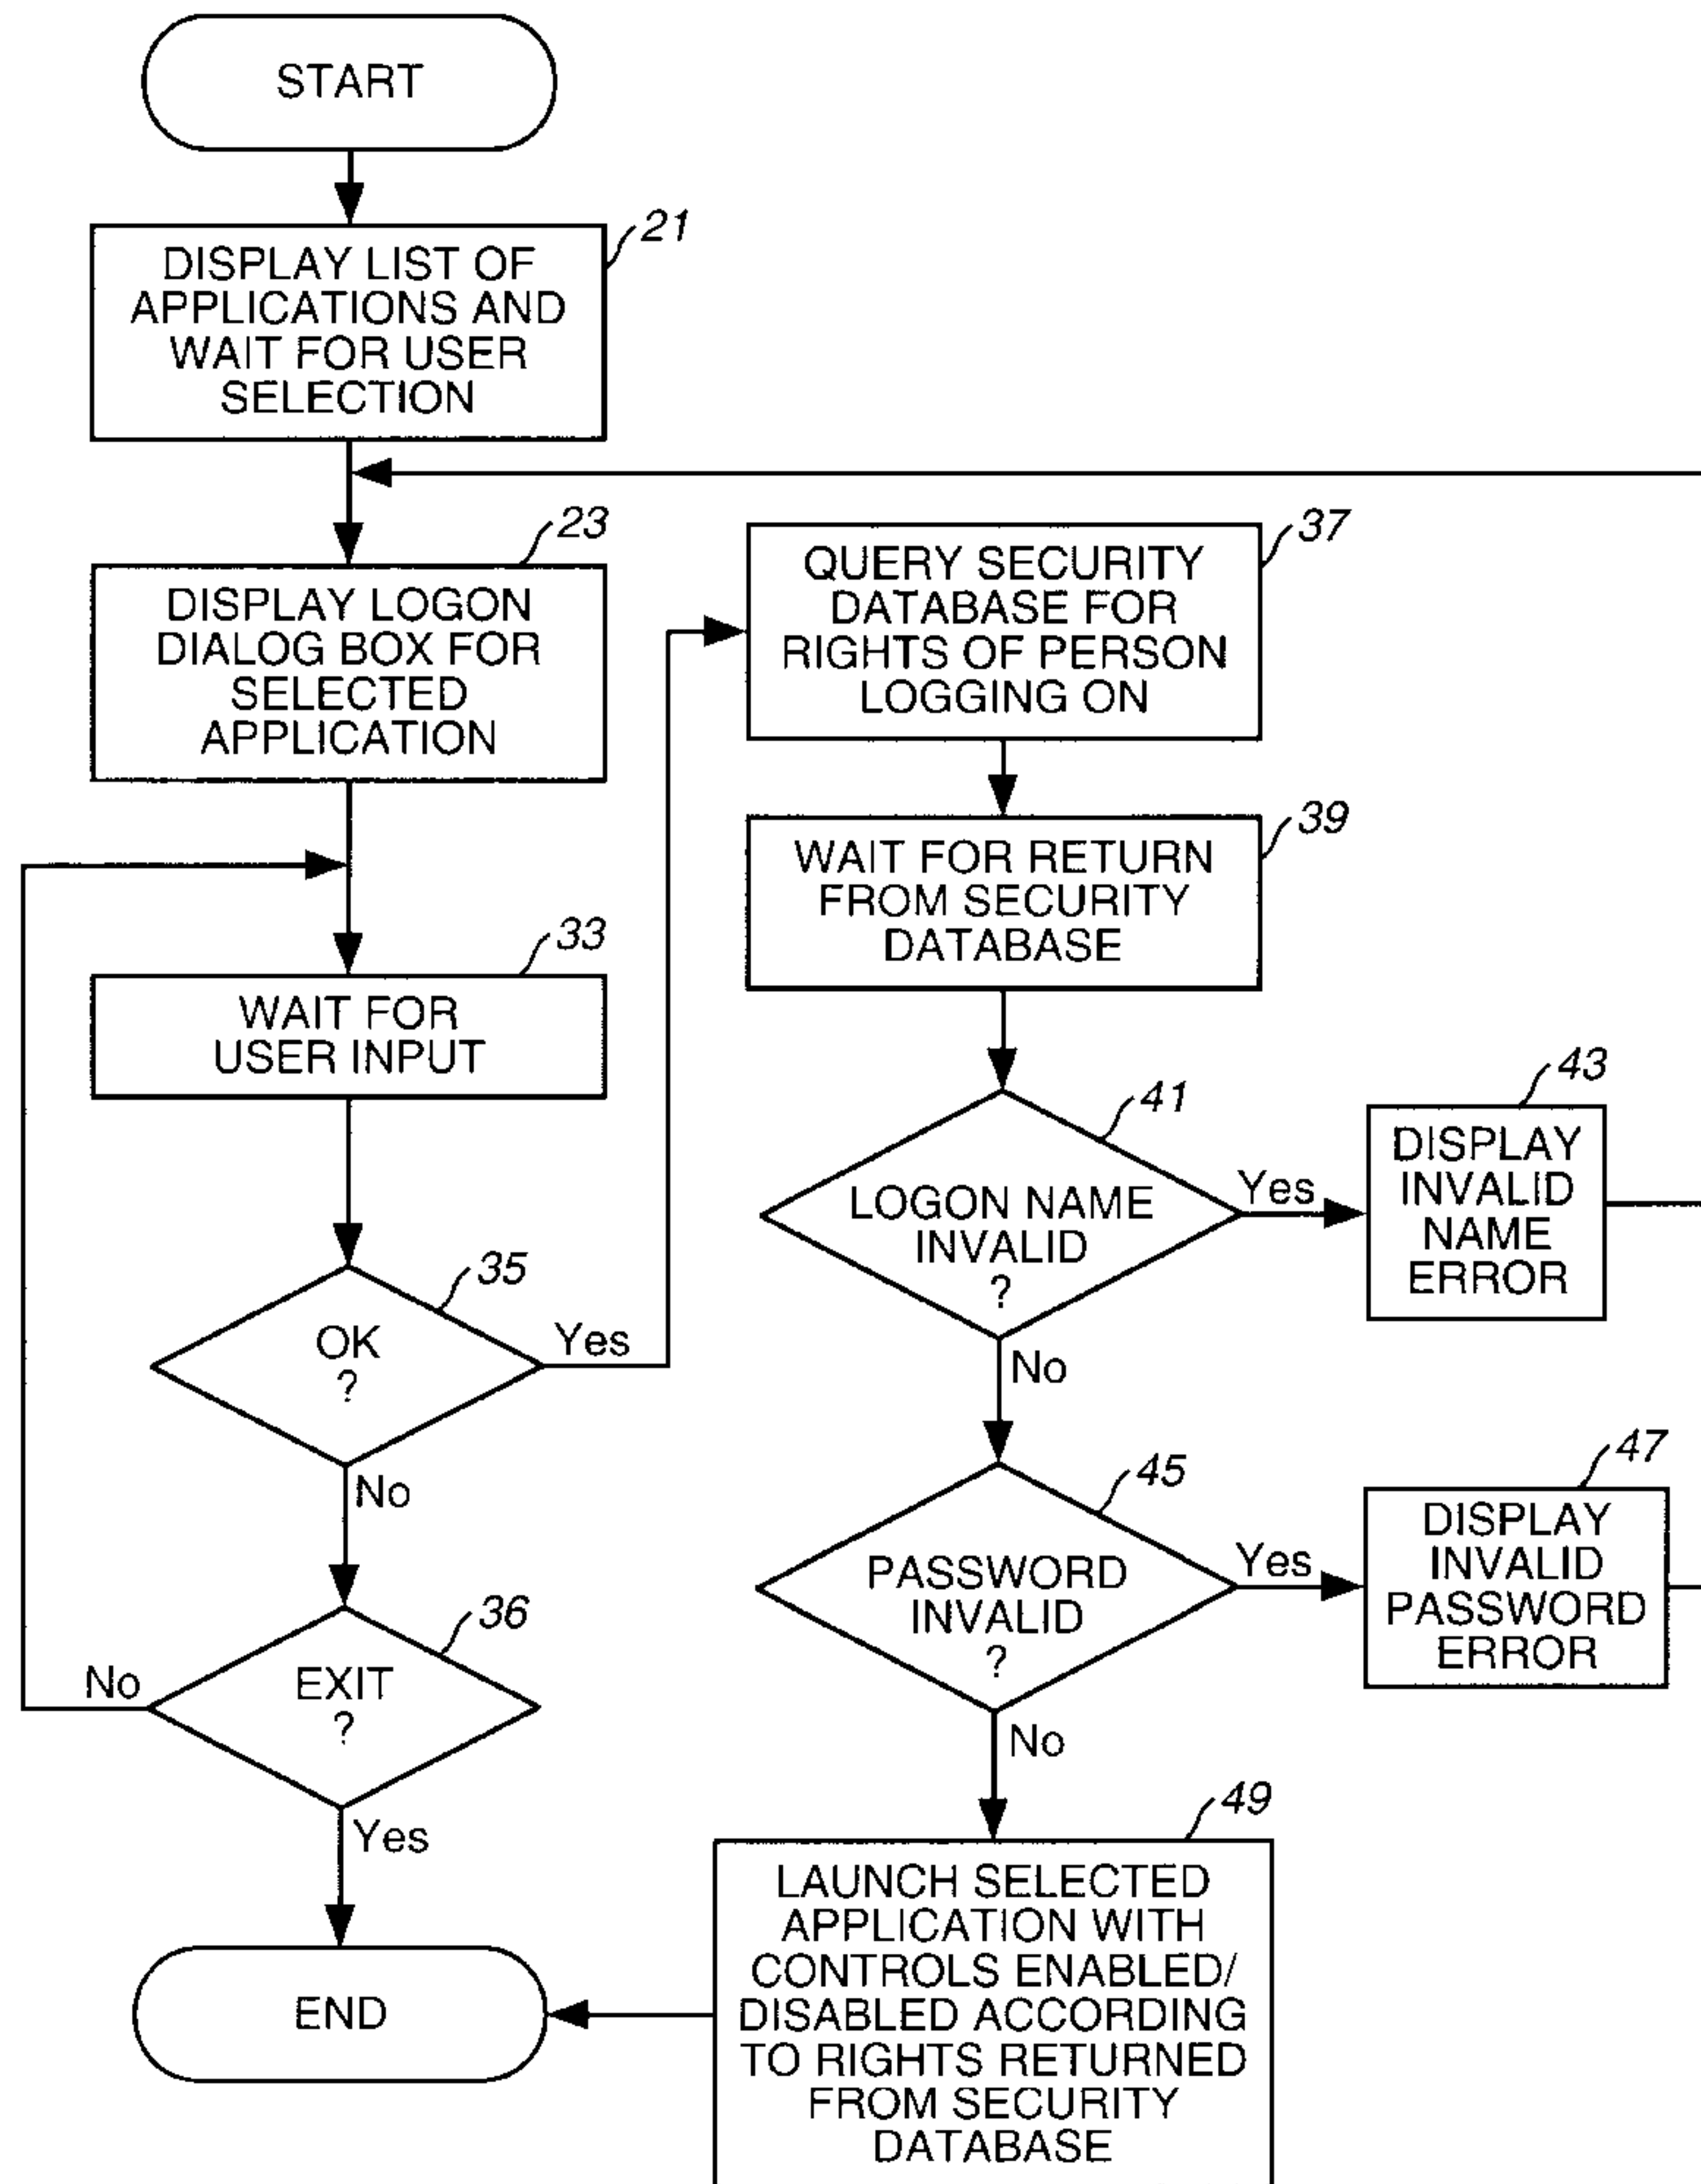 START
21
DISPLAY LIST OF
APPLICATIONS AND
WAIT FOR USER
SELECTION
23
DISPLAY LOGON
DIALOG BOX FOR
SELECTED
APPLICATION
33
WAIT FOR
USER INPUT
35
OK
?
Yes
No
36
EXIT
?
No
Yes
END
37
QUERY SECURITY
DATABASE FOR
RIGHTS OF PERSON
LOGGING ON
39
WAIT FOR RETURN
FROM SECURITY
DATABASE
41
LOGON NAME
INVALID
?
Yes
No
43
DISPLAY
INVALID
NAME
ERROR
45
PASSWORD
INVALID
?
Yes
No
47
DISPLAY
INVALID
PASSWORD
ERROR
49
LAUNCH SELECTED
APPLICATION WITH
CONTROLS ENABLED/
DISABLED ACCORDING
TO RIGHTS RETURNED
FROM SECURITY
DATABASE